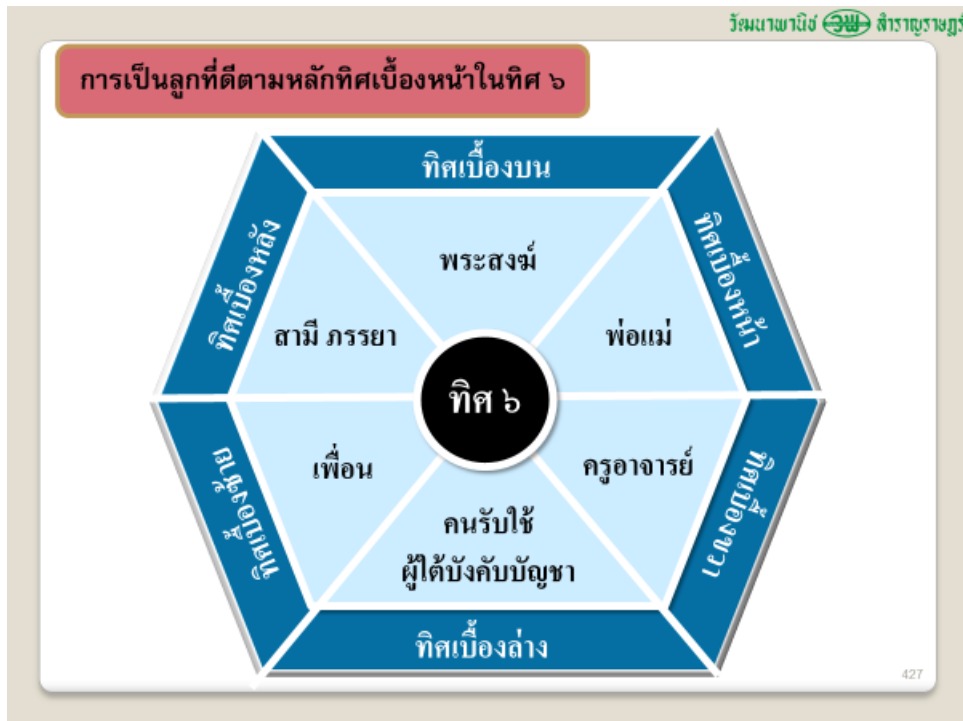 วัฒนาพานิช วพ สำราญราษฎร์
การเป็นลูกที่ดีตามหลักทิศเบื้องหน้าในทิศ ๖
ทิศเบื้องบน
พระสงฆ์
ทิศเบื้องหลัง
สามี ภรรยา
ทิศเบื้องหน้า
พ่อแม่
ทิศ ๖
ทิศเบื้องซ้าย
เพื่อน
ทิศเบื้องขวา
ครูอาจารย์
คนรับใช้
ผู้ใต้บังคับบัญชา
ทิศเบื้องล่าง
427